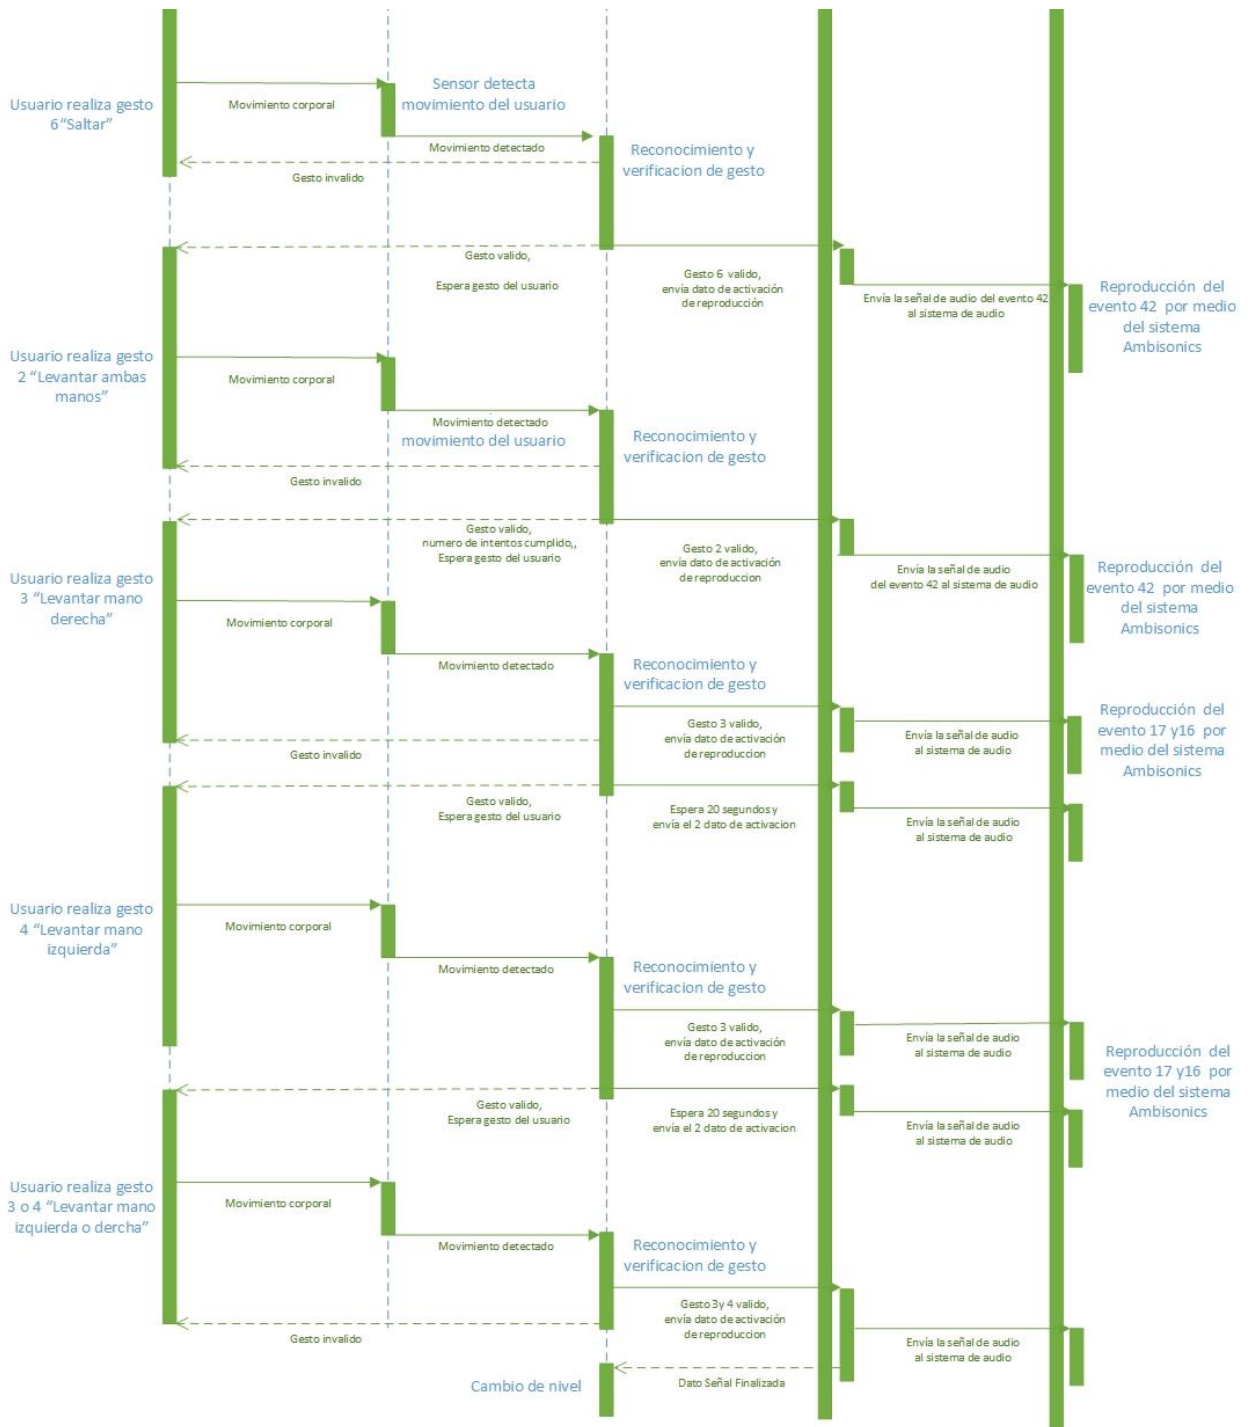 Sensor detecta
movimiento del usuario
Usuario realiza gesto
6"Saltar"
Movimiento corporal
Movimiento detectado
Reconocimiento y
verificacion de gesto
Gesto invalido
Gesto valido,
Espera gesto del usuario
Gesto 6 valido,
envía dato de activación
de reproducción
Envía la señal de audio del evento 42
al sistema de audio
Reproducción del
evento 42 por medio
del sistema
Ambisonics
Usuario realiza gesto
2 "Levantar ambas
manos"
Movimiento corporal
Movimiento detectado
movimiento del usuario
Reconocimiento y
verificacion de gesto
Gesto invalido
Gesto valido,
numero de intentos cumplido,,
Espera gesto del usuario
Gesto 2 valido,
envía dato de activación
de reproduccion
Envía la señal de audio
del evento 42 al sistema de audio
Reproducción del
evento 42 por medio
del sistema
Ambisonics
Usuario realiza gesto
3 "Levantar mano
derecha"
Movimiento corporal
Movimiento detectado
Reconocimiento y
verificacion de gesto
Gesto 3 valido,
envía dato de activación
de reproduccion
Envía la señal de audio
al sistema de audio
Reproducción del
evento 17 y16 por
medio del sistema
Ambisonics
Gesto invalido
Gesto valido,
Espera gesto del usuario
Espera 20 segundos y
envía el 2 dato de activacion
Envía la señal de audio
al sistema de audio
Usuario realiza gesto
4 "Levantar mano
izquierda"
Movimiento corporal
Movimiento detectado
Reconocimiento y
verificacion de gesto
Gesto 3 valido,
envía dato de activación
de reproduccion
Envía la señal de audio
al sistema de audio
Reproducción del
evento 17 y16 por
medio del sistema
Ambisonics
Gesto valido,
Espera gesto del usuario
Espera 20 segundos y
envía el 2 dato de activacion
Envía la señal de audio
al sistema de audio
Usuario realiza gesto
3 o 4 "Levantar mano
izquierda o dercha"
Movimiento corporal
Movimiento detectado
Reconocimiento y
verificacion de gesto
Gesto 3y 4 valido,
envía dato de activación
de reproduccion
Envía la señal de audio
al sistema de audio
Gesto invalido
Cambio de nivel
Dato Señal Finalizada